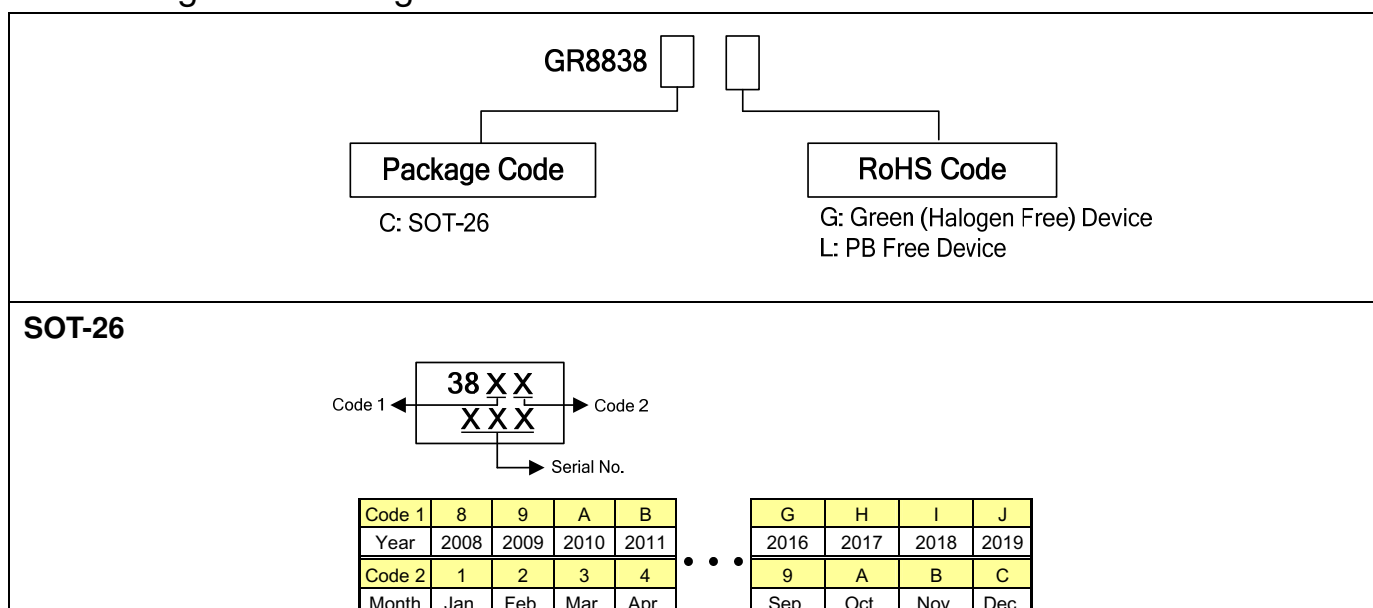 GR8838
Package Code
RoHS Code
C: SOT-26
G: Green (Halogen Free) Device
L: PB Free Device
SOT-26
38 X X
X X X
Code 1
Code 2
Serial No.
Code 1 8 9 A B G H I J
Year 2008 2009 2010 2011 • • • 2016 2017 2018 2019
Code 2 1 2 3 4 9 A B C
Month Jan Feb Mar Apr Sep Oct Nov Dec